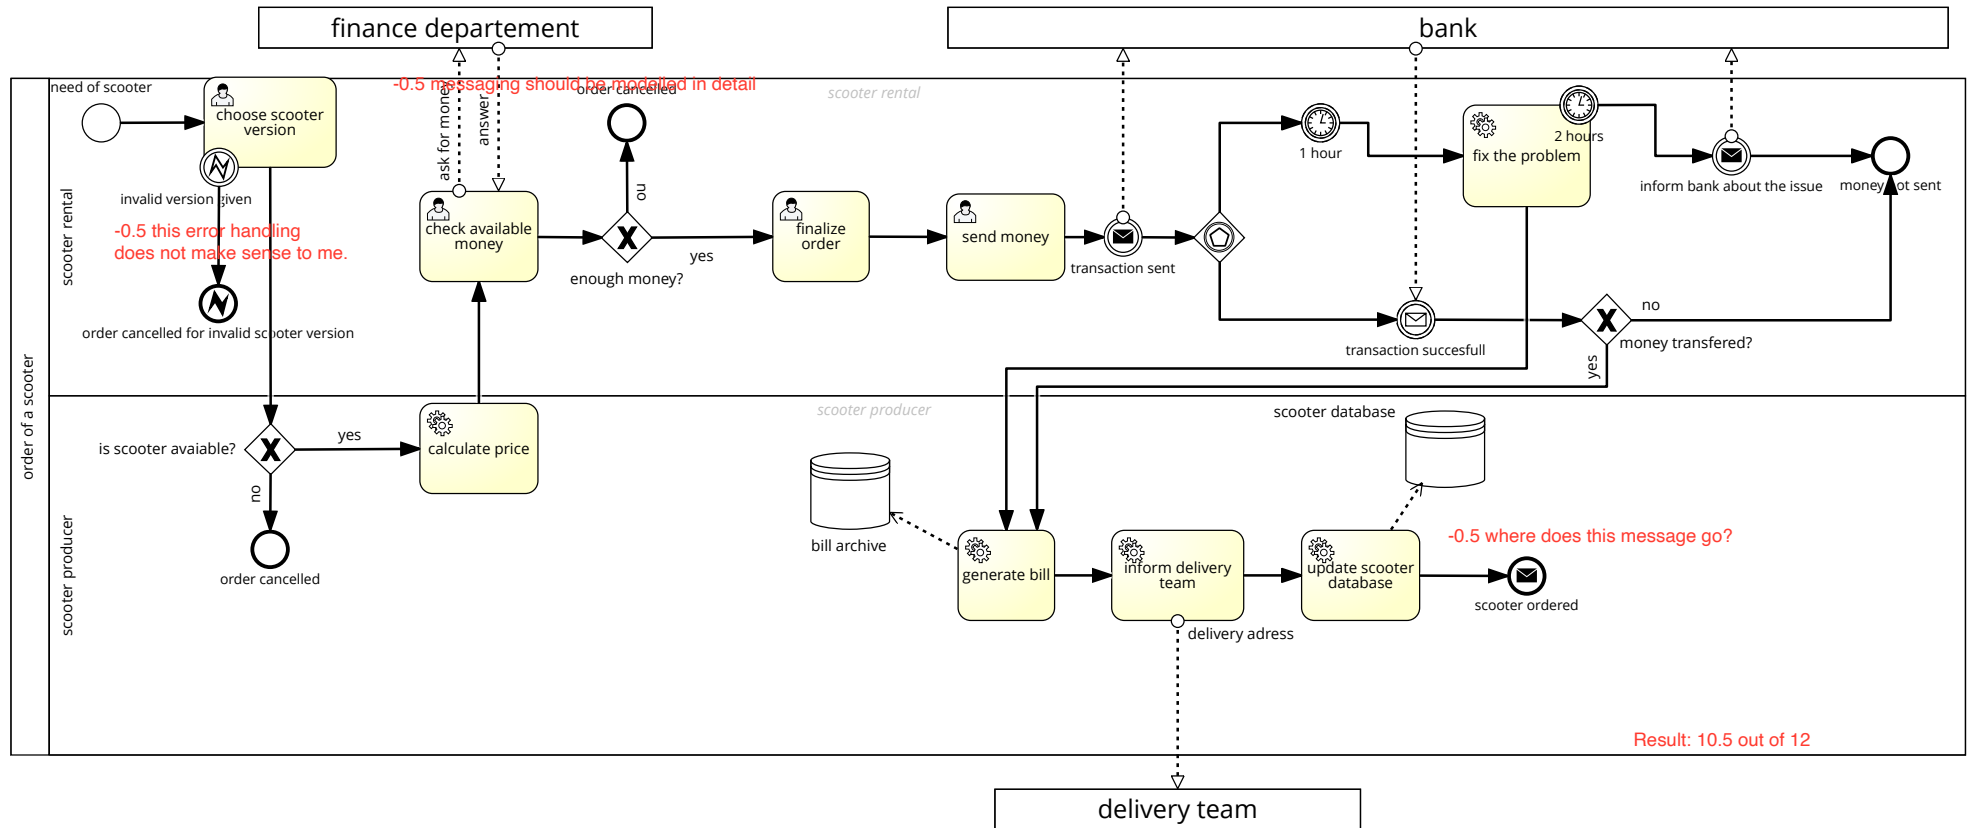 finance departement
bank
need of scooter
-0.5 messaging should be modelled in detail
order cancelled
scooter rental
choose scooter
version
ask for money
answer
1 hour
2 hours
fix the problem
inform bank about the issue
money not sent
invalid version given
scooter rental
-0.5 this error handling
does not make sense to me.
check available
money
no
yes
enough money?
finalize
order
send money
transaction sent
order cancelled for invalid scooter version
transaction succesfull
no
money transfered?
yes
order of a scooter
scooter producer
scooter database
is scooter avaiable?
yes
calculate price
no
order cancelled
scooter producer
bill archive
generate bill
inform delivery
team
update scooter
database
-0.5 where does this message go?
scooter ordered
delivery adress
Result: 10.5 out of 12
delivery team